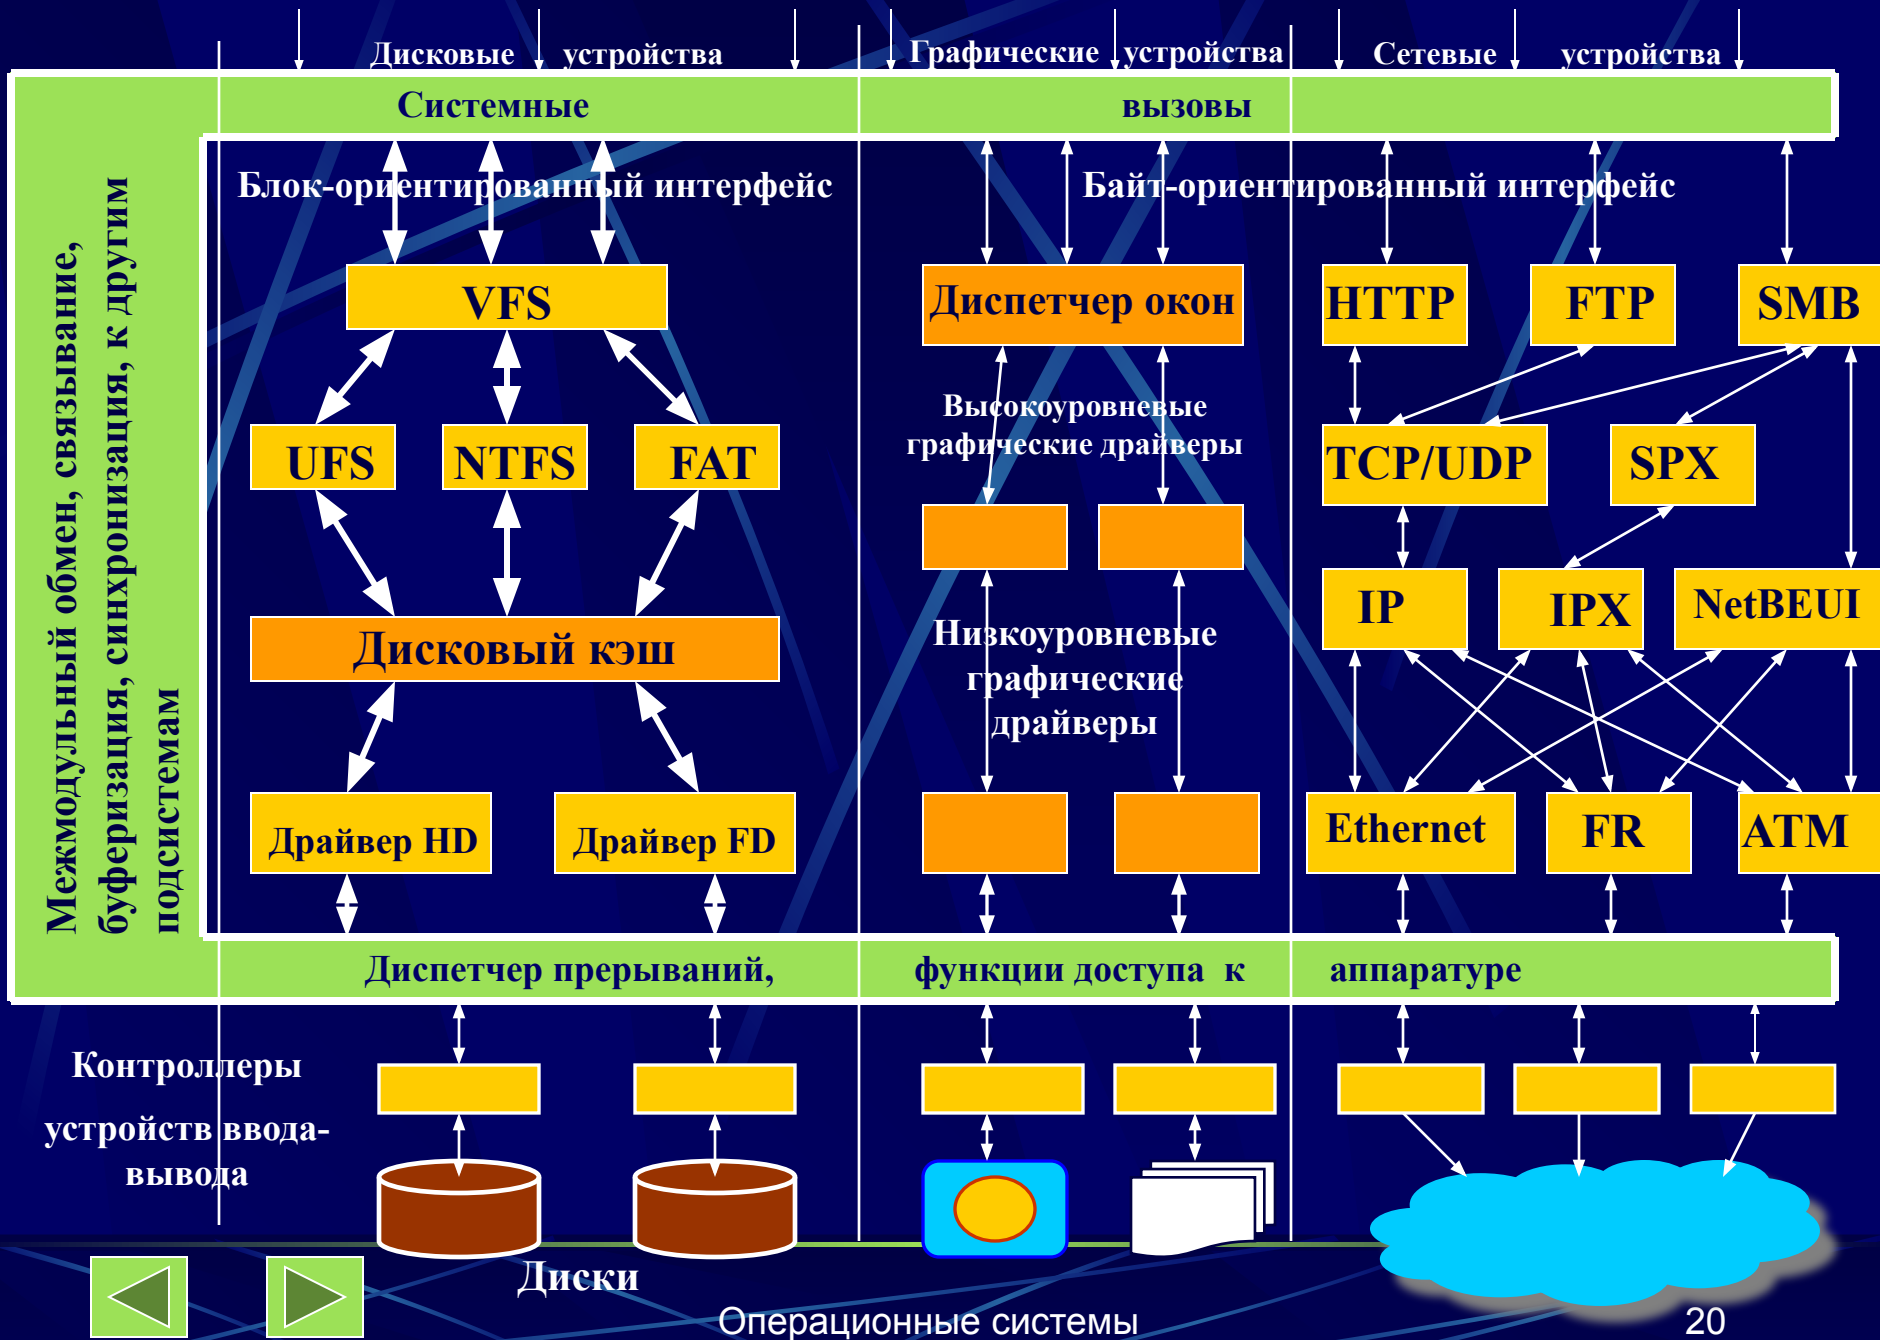 Дисковые устройства Графические устройства Сетевые устройства
Системные вызовы
Межмодульный обмен, связывание,
буферизация, синхронизация, к другим
подсистемам
Блок-ориентированный интерфейс
Байт-ориентированный интерфейс
VFS
UFS NTFS FAT
Дисковый кэш
Драйвер HD Драйвер FD
Диспетчер окон
Высокоуровневые
графические драйверы
Низкоуровневые
графические
драйверы
HTTP FTP SMB
TCP/UDP SPX
IP IPX NetBEUI
Ethernet FR ATM
Диспетчер прерываний, функции доступа к аппаратуре
Контроллеры
устройств ввода-
вывода
Диски
Операционные системы
20